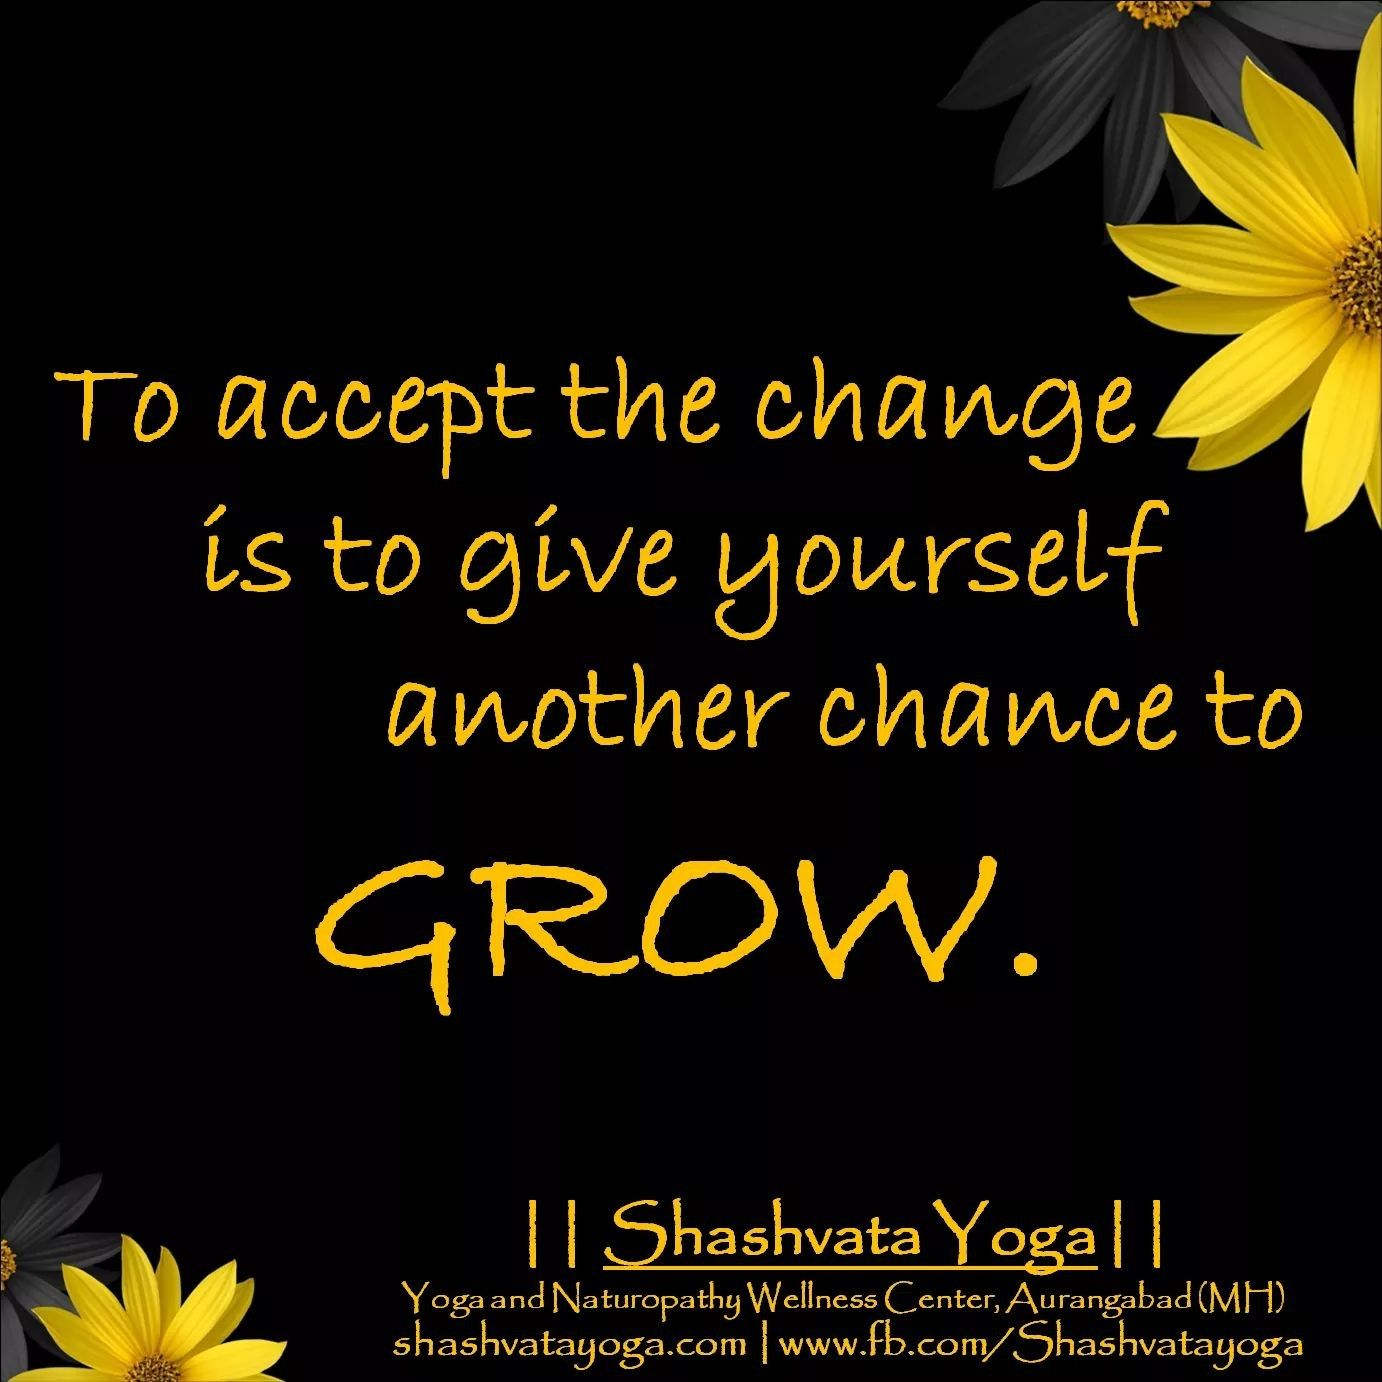 To accept the change
is to give yourself
another chance to
GROW.
|| Shashvata Yoga||
Yoga and Naturopathy Wellness Center, Aurangabad (MH)
shashvatayoga.com | www.fb.com/Shashvatayoga